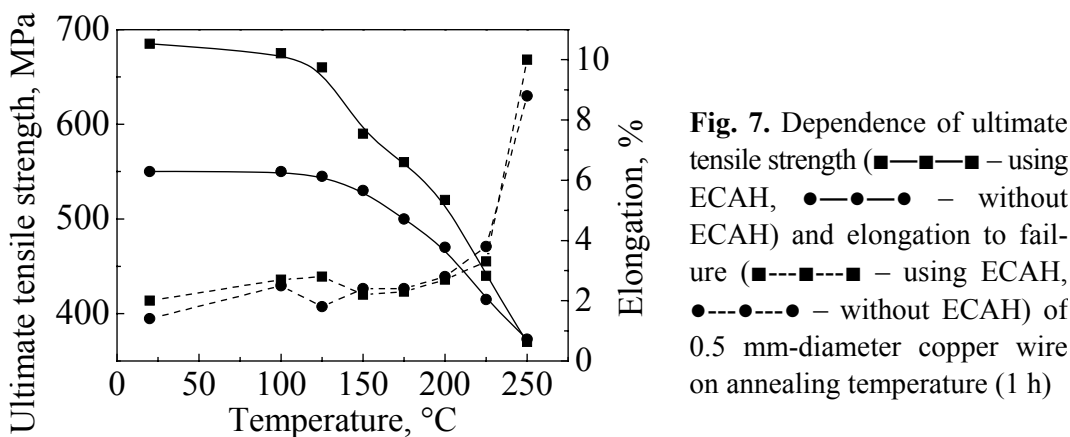 Ultimate tensile strength, MPa
700
600
500
400
0
50
100
150
200
250
Temperature, °C
10
8
6
4
2
0
Elongation, %
Fig. 7. Dependence of ultimate
tensile strength (■—■—■ – using
ECAH, ●—●—● – without
ECAH) and elongation to fail-
ure (■---■---■ – using ECAH,
●---●---● – without ECAH) of
0.5 mm-diameter copper wire
on annealing temperature (1 h)